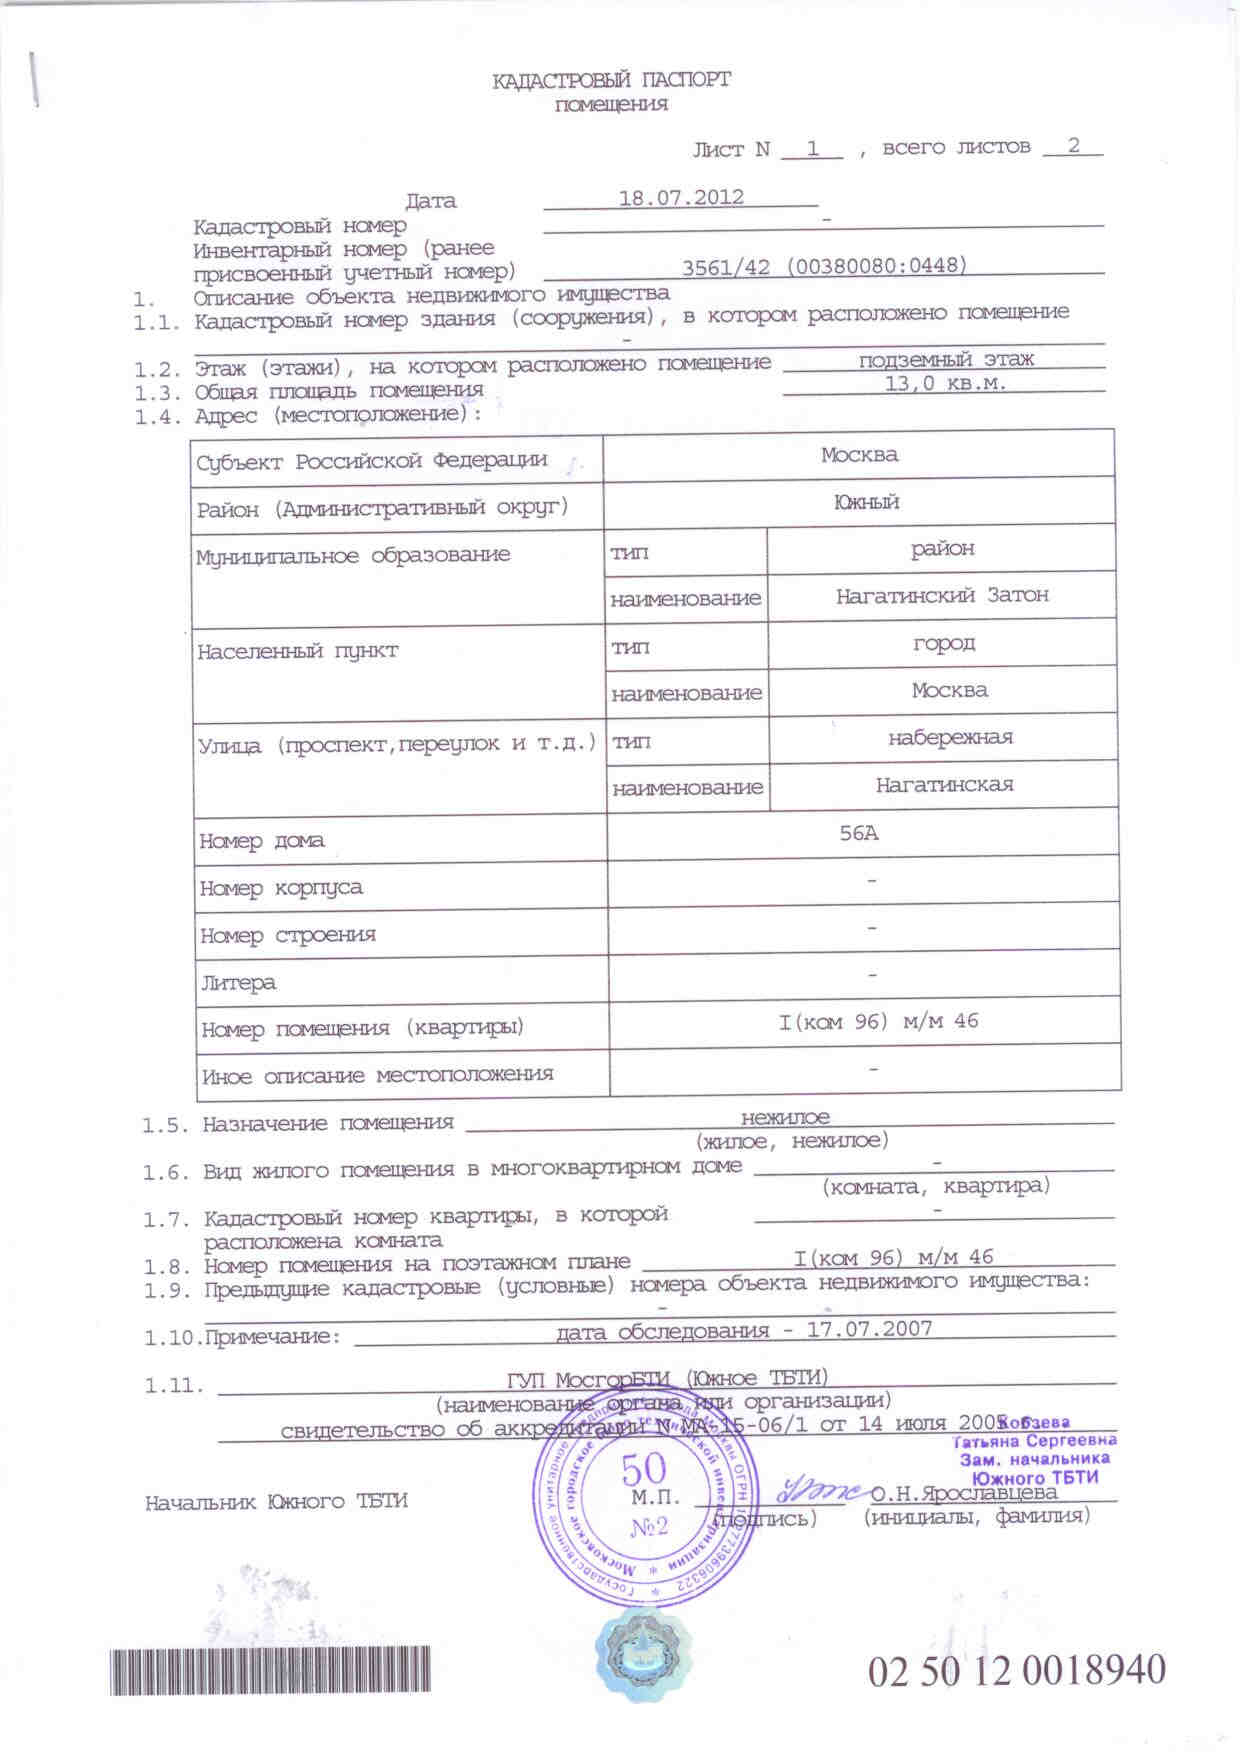 КАДАСТРОВЫЙ ПАСПОРТ
помещения
Лист N 1 , всего листов 2
Дата 18.07.2012
Кадастровый номер -
Инвентарный номер (ранее
присвоенный учетный номер) 3561/42 (00380080:0448)
1. Описание объекта недвижимого имущества
1.1. Кадастровый номер здания (сооружения), в котором расположено помещение
-
1.2. Этаж (этажи), на котором расположено помещение подземный этаж
1.3. Общая площадь помещения 13,0 кв.м.
1.4. Адрес (местоположение):
Субъект Российской Федерации Москва
Район (Административный округ) Южный
Муниципальное образование тип район
наименование Нагатинский Затон
Населенный пункт тип город
наименование Москва
Улица (проспект,переулок и т.д.) тип набережная
наименование Нагатинская
Номер дома 56А
Номер корпуса -
Номер строения -
Литера -
Номер помещения (квартиры) I(ком 96) м/м 46
Иное описание местоположения -
1.5. Назначение помещения нежилое
(жилое, нежилое)
1.6. Вид жилого помещения в многоквартирном доме -
(комната, квартира)
1.7. Кадастровый номер квартиры, в которой -
расположена комната
1.8. Номер помещения на поэтажном плане I(ком 96) м/м 46
1.9. Предыдущие кадастровые (условные) номера объекта недвижимого имущества:
-
1.10.Примечание: дата обследования - 17.07.2007
1.11. ГУП МосгорБТИ (Южное ТБТИ)
(наименование органа или организации)
свидетельство об аккредитации N МА-15-06/1 от 14 июля 2005 г.
Кобзева
Татьяна Сергеевна
Зам. начальника
Южного ТБТИ
Начальник Южного ТБТИ М.П. О.Н.Ярославцева
(подпись) (инициалы, фамилия)
50
№2
Московское городское бюро технической инвентаризации
02 50 12 0018940